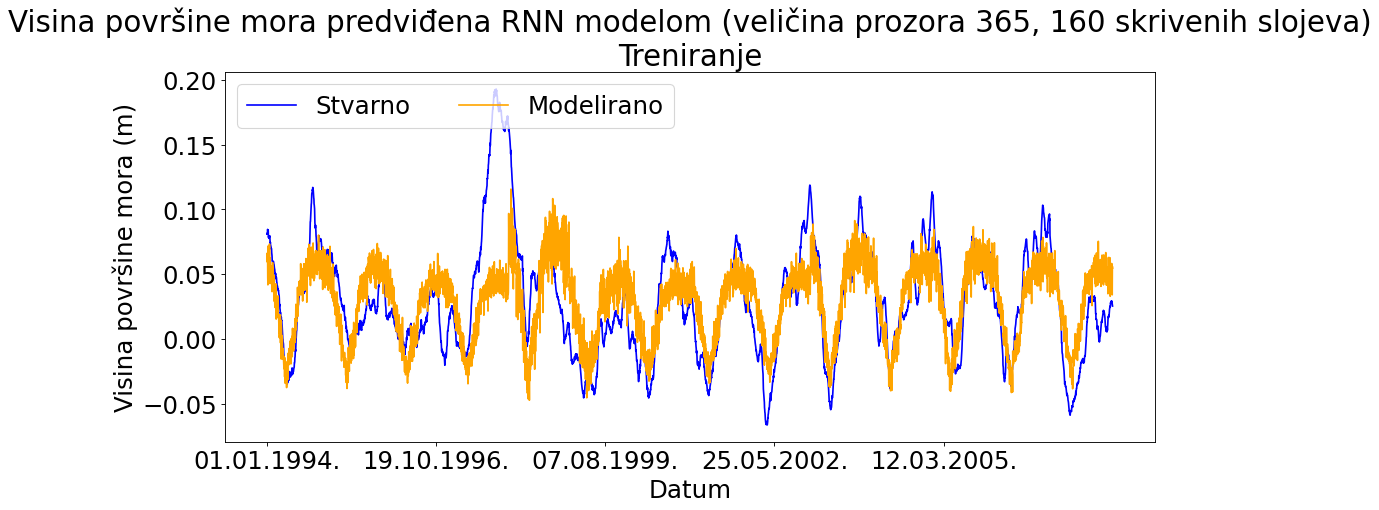 Visina površine mora predviđena RNN modelom (veličina prozora 365, 160 skrivenih slojeva)
Treniranje
Stvarno
Modelirano
Visina površine mora (m)
0.20
0.15
0.10
0.05
0.00
−0.05
01.01.1994.
19.10.1996.
07.08.1999.
25.05.2002.
12.03.2005.
Datum